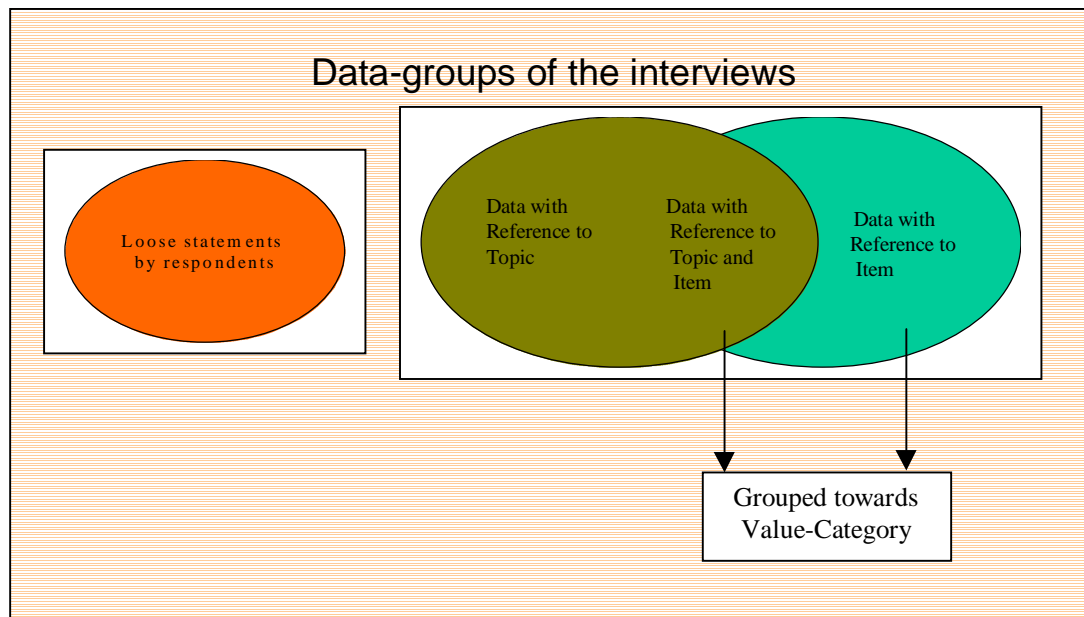 Data-groups of the interviews
Loose statements
by respondents
Data with
Reference to
Topic
Data with
Reference to
Topic and
Item
Data with
Reference to
Item.
Grouped towards
Value-Category